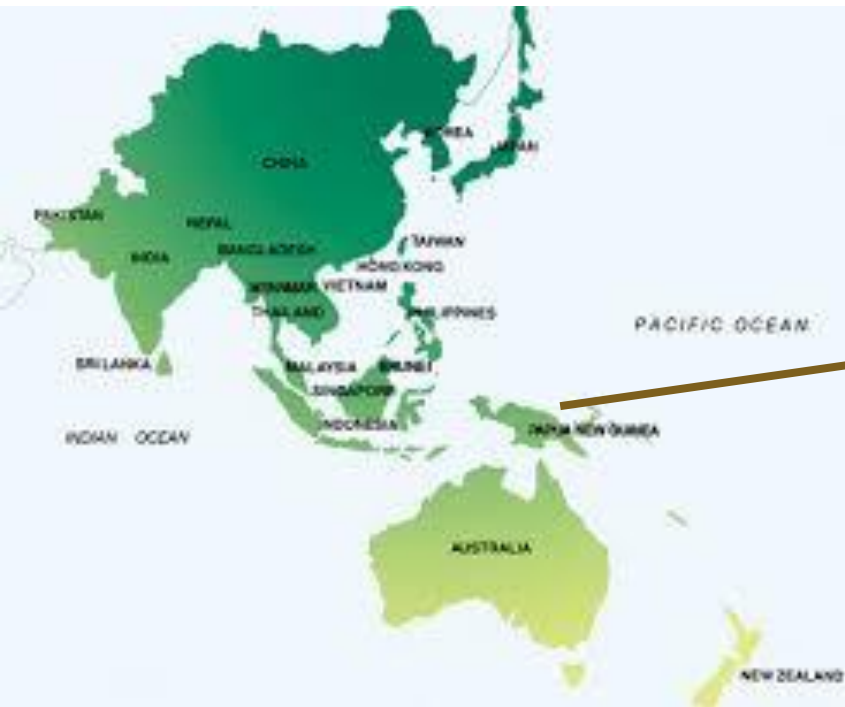 KOREA
JAPAN
CHINA
PAKISTAN
NEPAL
TAIWAN
BANGLADESH
INDIA
HONG KONG
MYANMAR VIETNAM
THAILAND
PHILIPPINES
PACIFIC OCEAN
SRI LANKA
MALAYSIA
BRUNEI
SINGAPORE
INDONESIA
PAPUA NEW GUINEA
INDIAN OCEAN
AUSTRALIA
NEW ZEALAND